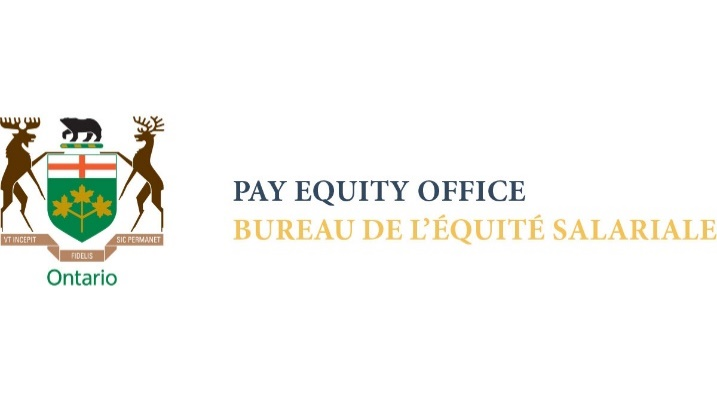 VT INCEPIT
FIDELIS
SIC PERMANET
Ontario
PAY EQUITY OFFICE
BUREAU DE L'ÉQUITÉ SALARIALE